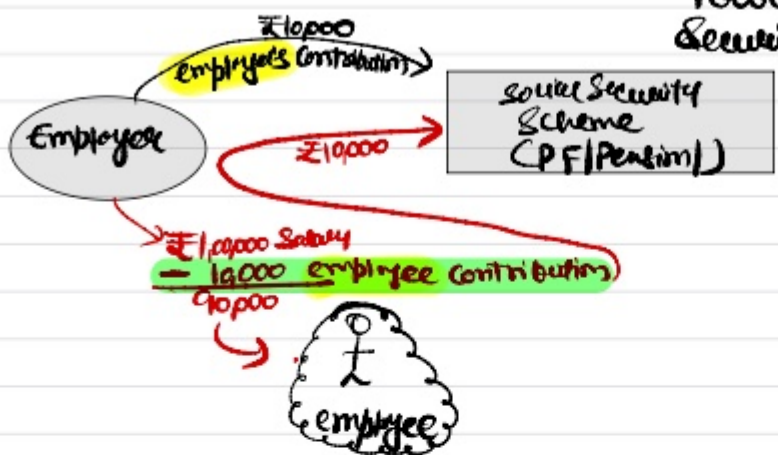 ₹10,000
employer's contribution
Secu
Employer
Social Security
Scheme
(PF/Pension/)
₹10,000
₹1,00,000 Salary
- 10,000 employee contribution
90,000
employee